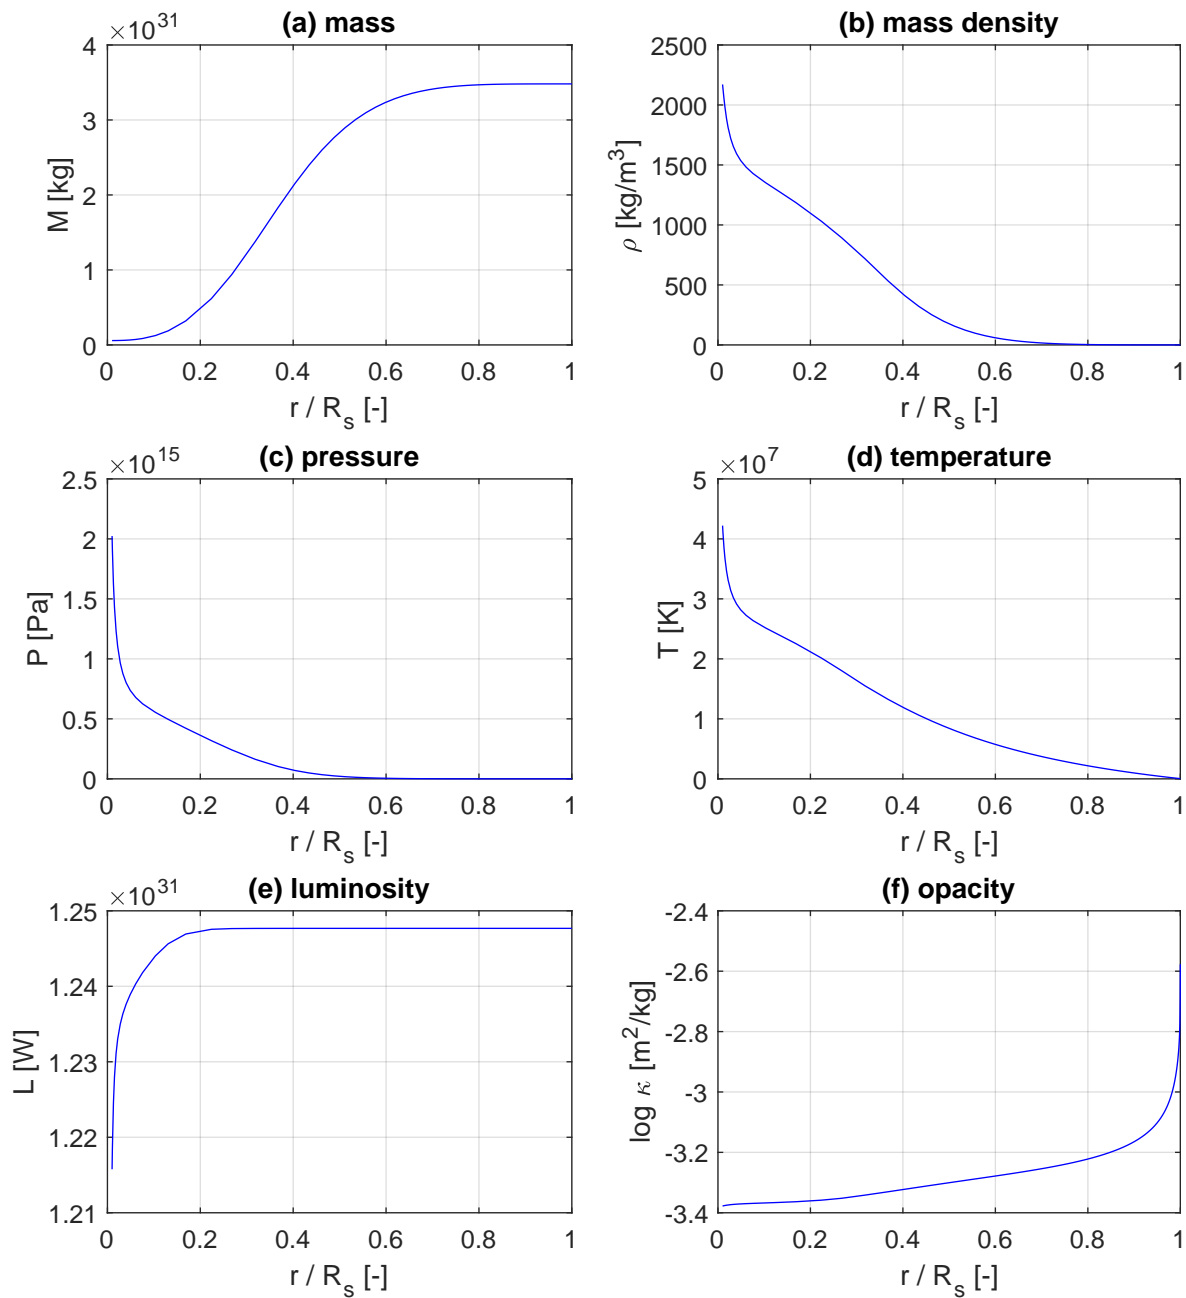 (a) mass
×10^31
M [kg]
4
3
2
1
0
0 0.2 0.4 0.6 0.8 1
r / R_s [-]
(b) mass density
ρ [kg/m^3]
2500
2000
1500
1000
500
0
0 0.2 0.4 0.6 0.8 1
r / R_s [-]
(c) pressure
×10^15
P [Pa]
2.5
2
1.5
1
0.5
0
0 0.2 0.4 0.6 0.8 1
r / R_s [-]
(d) temperature
×10^7
T [K]
5
4
3
2
1
0
0 0.2 0.4 0.6 0.8 1
r / R_s [-]
(e) luminosity
×10^31
L [W]
1.25
1.24
1.23
1.22
1.21
0 0.2 0.4 0.6 0.8 1
r / R_s [-]
(f) opacity
log κ [m^2/kg]
-2.4
-2.6
-2.8
-3
-3.2
-3.4
0 0.2 0.4 0.6 0.8 1
r / R_s [-]